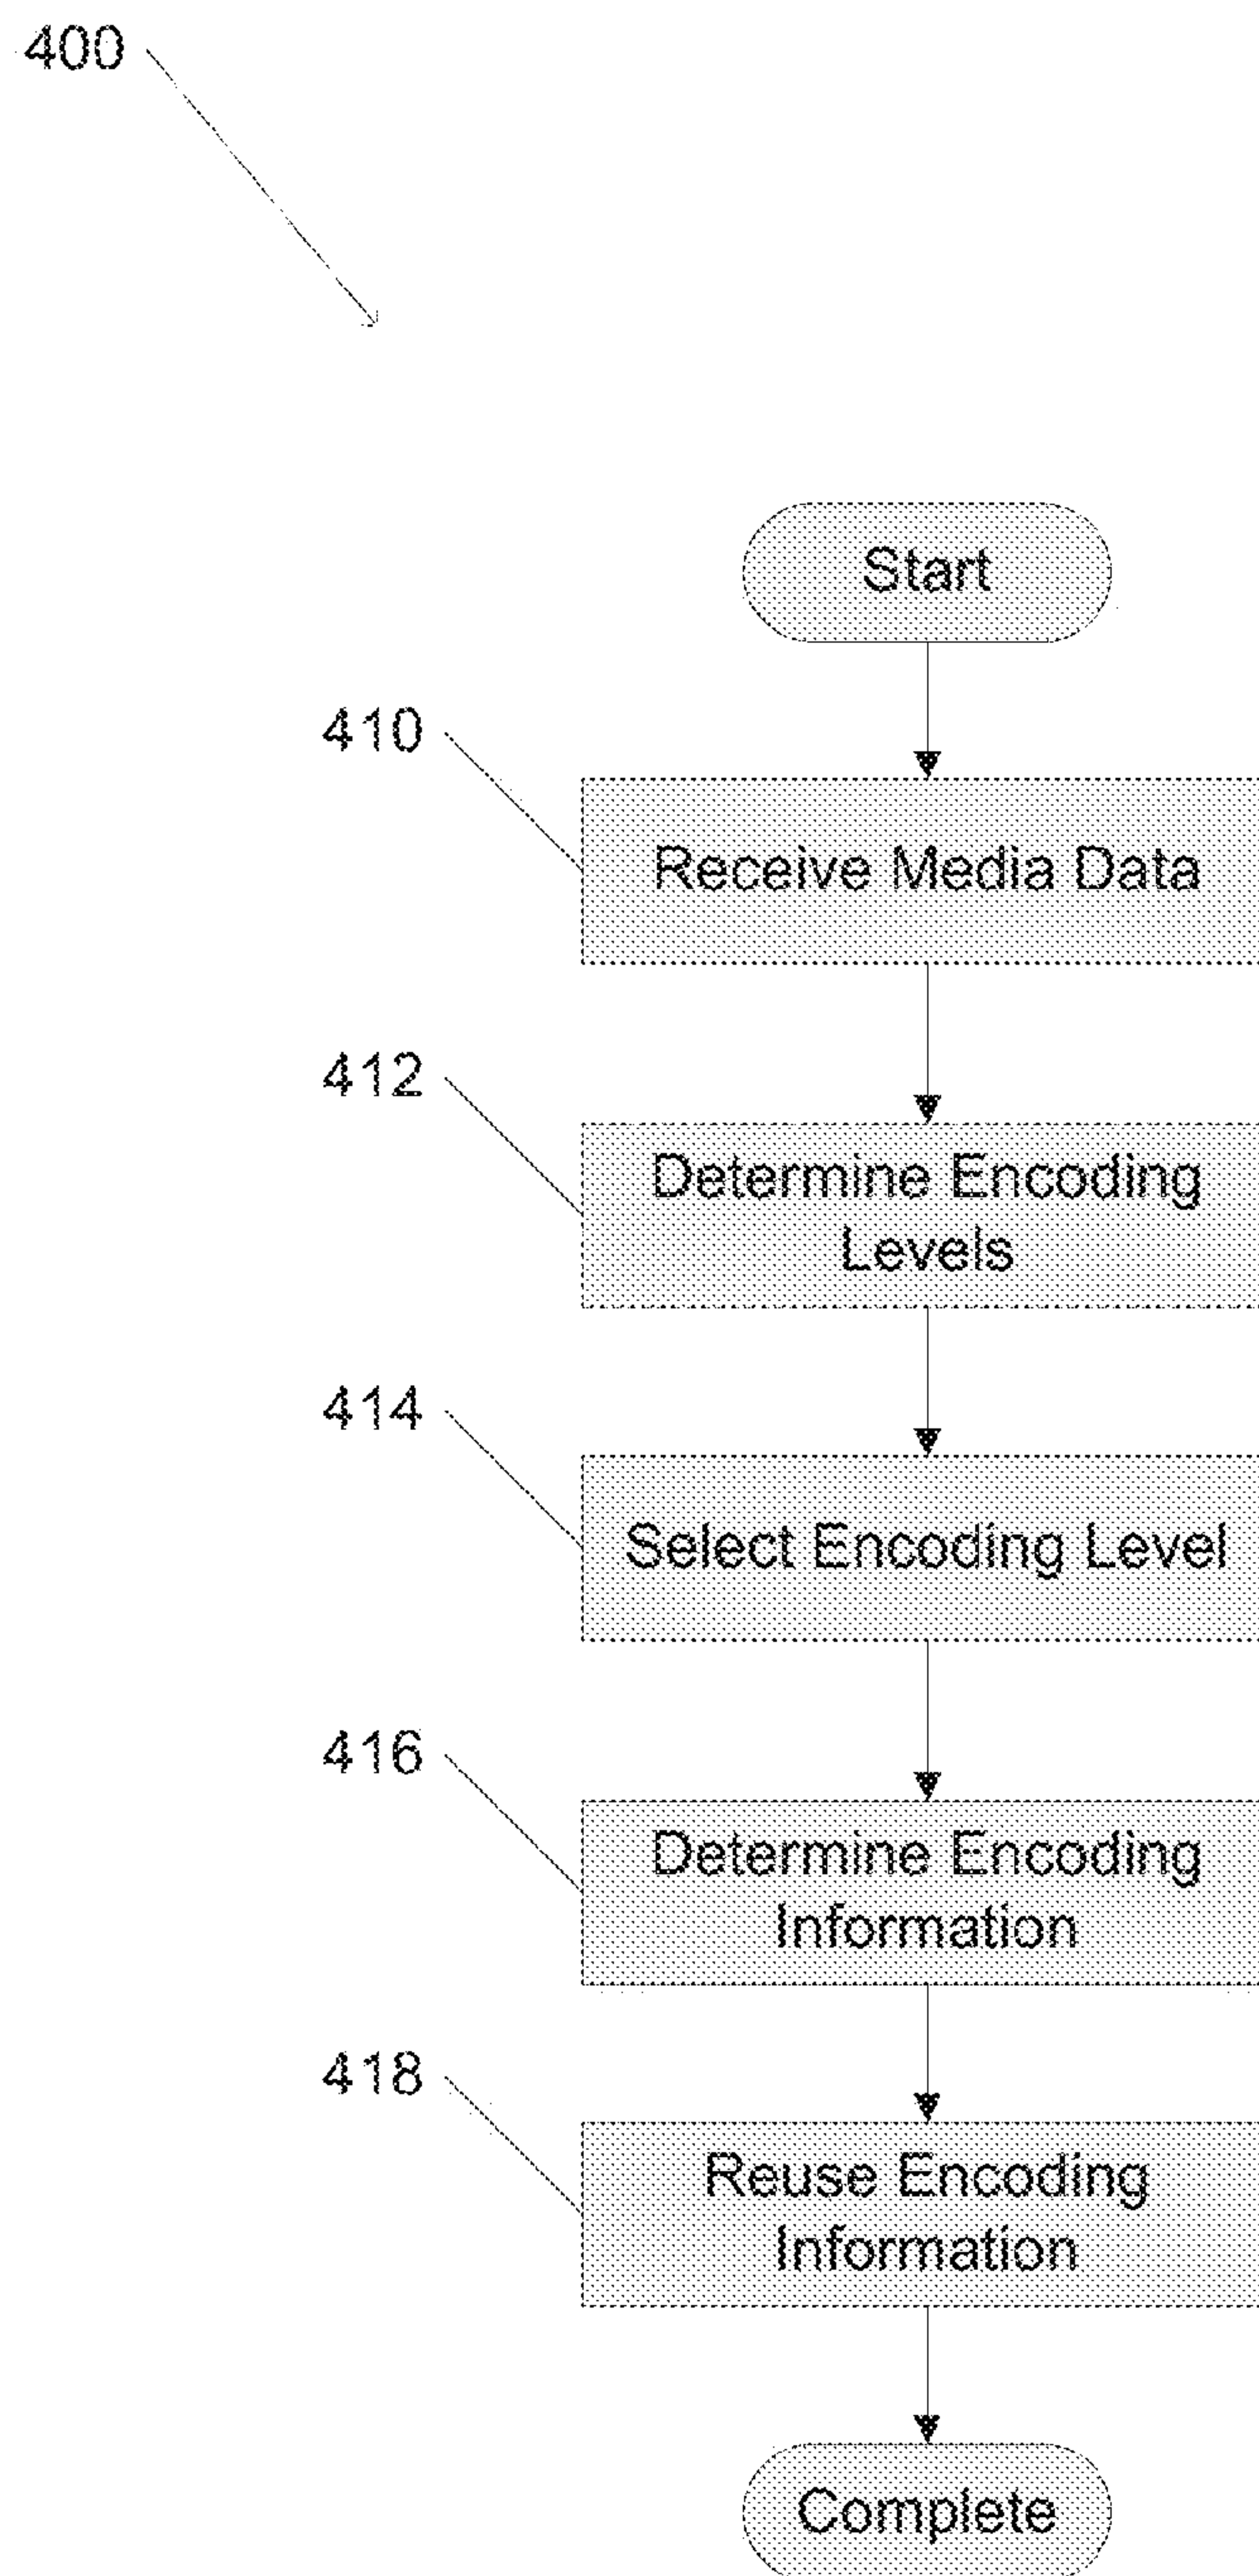 400
Start
410
Receive Media Data
412
Determine Encoding
Levels
414
Select Encoding Level
416
Determine Encoding
Information
418
Reuse Encoding
Information
Complete